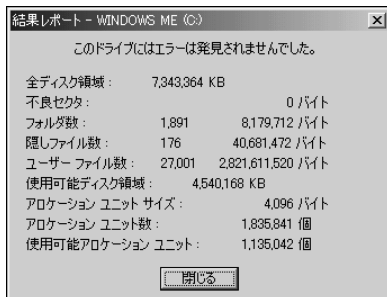 結果レポート - WINDOWS ME (C:)
このドライブにはエラーは発見されませんでした。
全ディスク領域： 7,343,364 KB
不良セクタ： 0 バイト
フォルダ数： 1,891 8,179,712 バイト
隠しファイル数： 176 40,681,472 バイト
ユーザー ファイル数： 27,001 2,821,611,520 バイト
使用可能ディスク領域： 4,540,168 KB
アロケーション ユニット サイズ： 4,096 バイト
アロケーション ユニット数： 1,835,841 個
使用可能アロケーション ユニット： 1,135,042 個
閉じる